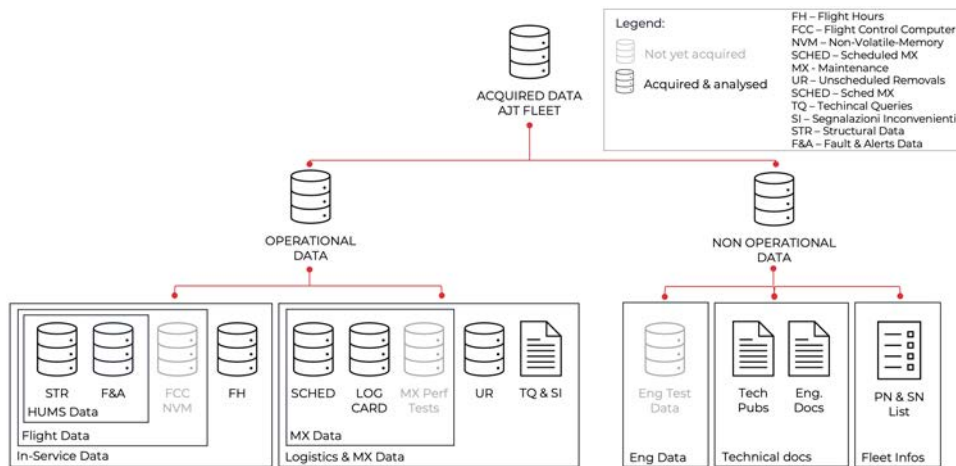 Legend:
Not yet acquired
Acquired & analysed
FH – Flight Hours
FCC – Flight Control Computer
NVM – Non-Volatile-Memory
SCHED – Scheduled MX
MX - Maintenance
UR – Unscheduled Removals
SCHED – Sched MX
TQ – Techincal Queries
SI – Segnalazioni Inconvenienti
STR – Structural Data
F&A – Fault & Alerts Data
ACQUIRED DATA
AJT FLEET
OPERATIONAL
DATA
NON OPERATIONAL
DATA
STR
F&A
FCC
NVM
FH
HUMS Data
Flight Data
In-Service Data
SCHED
LOG
CARD
MX Perf
Tests
UR
TQ & SI
MX Data
Logistics & MX Data
Eng Test
Data
Eng Data
Tech
Pubs
Eng.
Docs
Technical docs
PN & SN
List
Fleet Infos